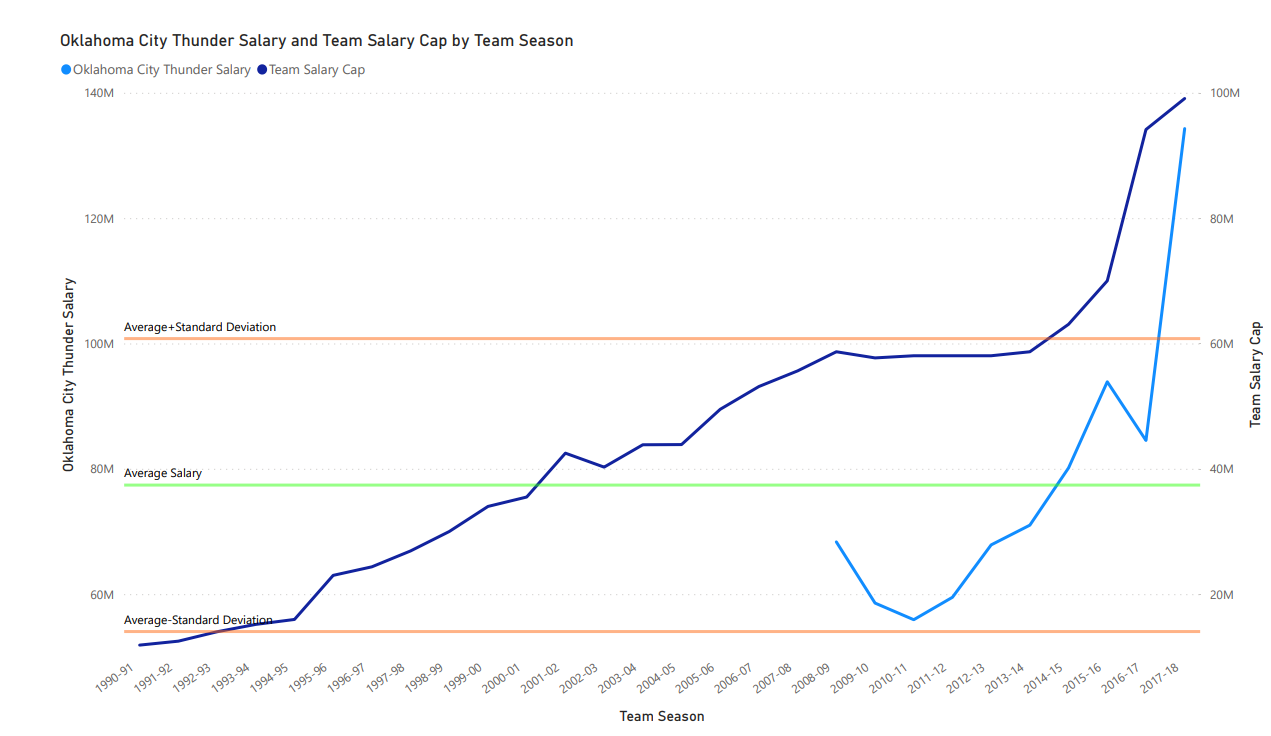 Oklahoma City Thunder Salary and Team Salary Cap by Team Season
Oklahoma City Thunder Salary Team Salary Cap
140M
120M
100M
80M
60M
100M
80M
60M
40M
20M
Oklahoma City Thunder Salary
Team Salary Cap
Average+Standard Deviation
Average Salary
Average-Standard Deviation
1990-91
1991-92
1992-93
1993-94
1994-95
1995-96
1996-97
1997-98
1998-99
1999-00
2000-01
2001-02
2002-03
2003-04
2004-05
2005-06
2006-07
2007-08
2008-09
2009-10
2010-11
2011-12
2012-13
2013-14
2014-15
2015-16
2016-17
2017-18
Team Season